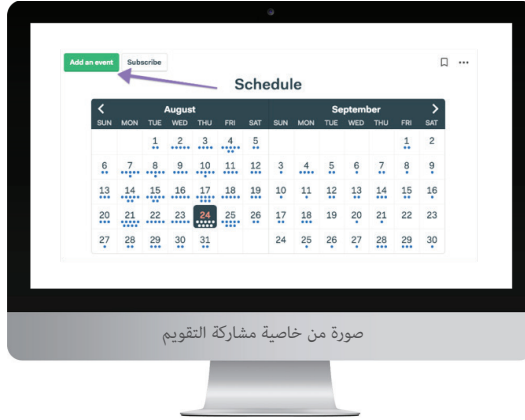 Add an event Subscribe
Schedule
August September
SUN MON TUE WED THU FRI SAT SUN MON TUE WED THU FRI SAT
1 2 3 4 5 1 2
6 7 8 9 10 11 12 3 4 5 6 7 8 9
13 14 15 16 17 18 19 10 11 12 13 14 15 16
20 21 22 23 24 25 26 17 18 19 20 21 22 23
27 28 29 30 31 24 25 26 27 28 29 30
صورة من خاصية مشاركة التقويم